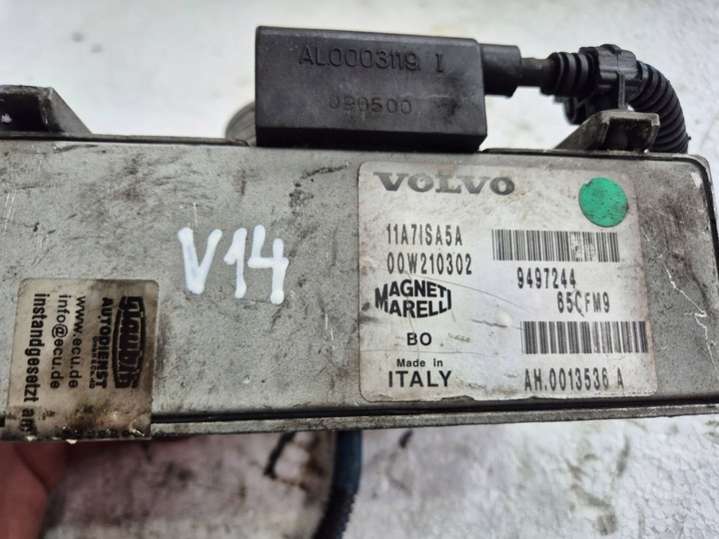 AL0003119 I
090500
VOLVO
11A7ISA5A
00W210302
9497244
65CFM9
MAGNETI
MARELLI
BO
Made in
ITALY
AH.0013536 A
V14
AUTODIENST
www.ecu.de
info@ecu.de
instandgesetzt am: